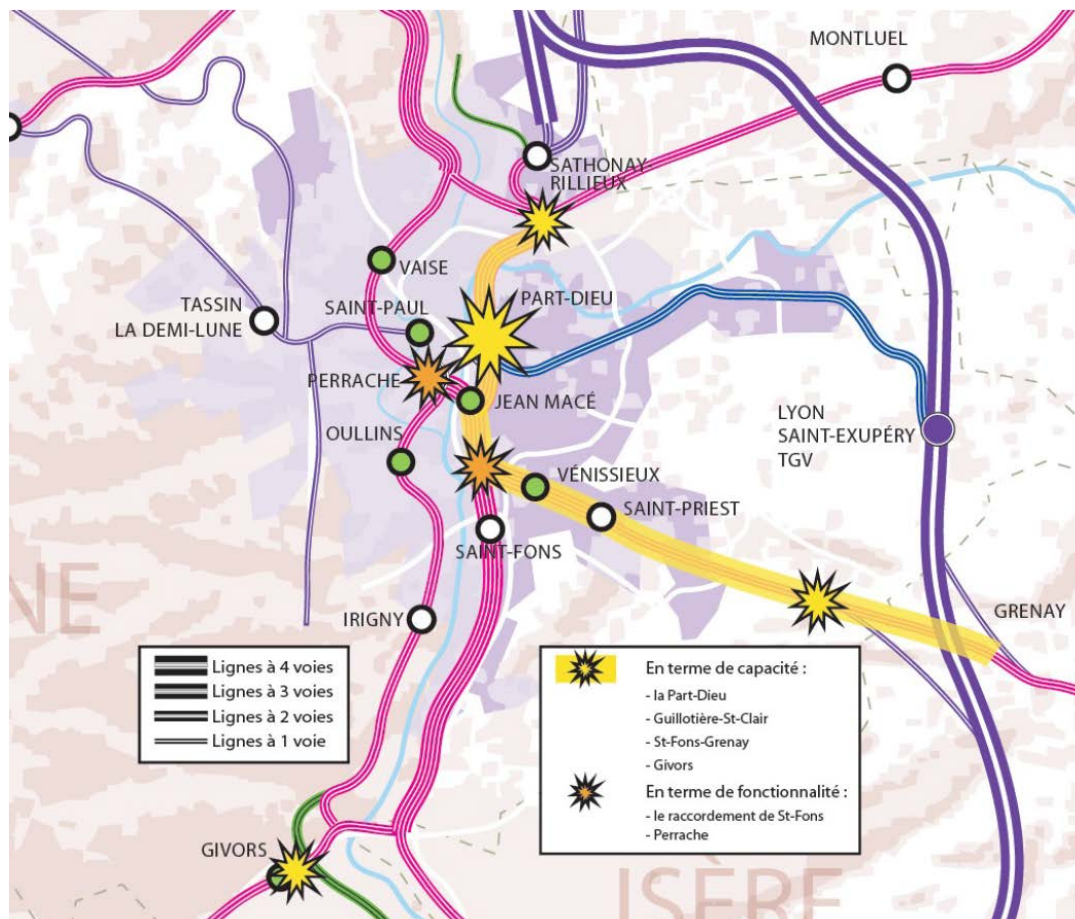 MONTLUEL
SATHONAY
RILLIEUX
VAISE
PART-DIEU
TASSIN
LA DEMI-LUNE
SAINT-PAUL
PERRACHE
JEAN MACÉ
OULLINS
LYON
SAINT-EXUPÉRY
TGV
VÉNISSIEUX
SAINT-PRIEST
SAINT-FONS
NE
IRIGNY
GRENAY
Lignes à 4 voies
Lignes à 3 voies
Lignes à 2 voies
Lignes à 1 voie
En terme de capacité :
- la Part-Dieu
- Guillotière-St-Clair
- St-Fons-Grenay
- Givors
En terme de fonctionnalité :
- le raccordement de St-Fons
- Perrache
GIVORS
ISÈRE